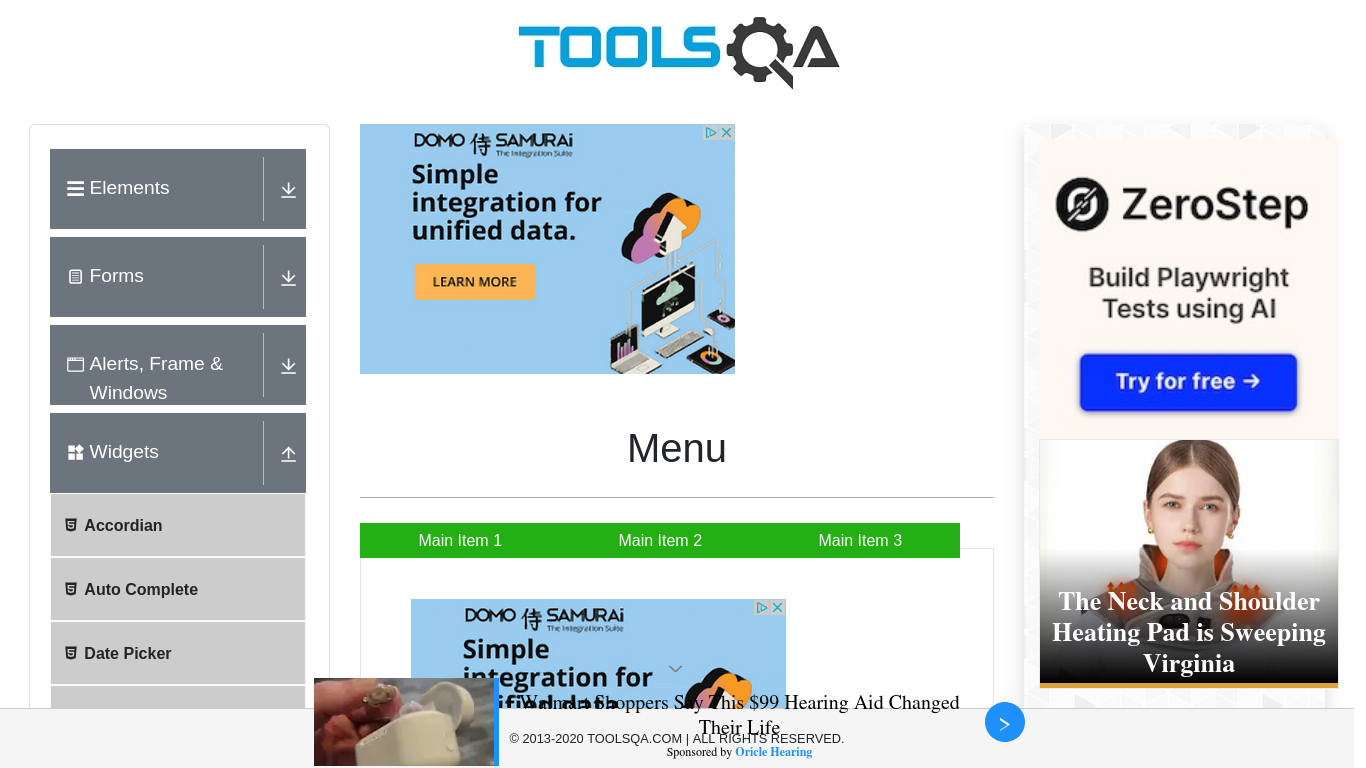 TOOLSQA
Elements
Forms
Alerts, Frame &
Windows
Widgets
Accordian
Auto Complete
Date Picker
DOMO 侍 SAMURAI
The Integration Suite
Simple
integration for
unified data.
LEARN MORE
Menu
Main Item 1
Main Item 2
Main Item 3
DOMO 侍 SAMURAI
The Integration Suite
Simple
integration for
unified data.
ZeroStep
Build Playwright
Tests using AI
Try for free →
The Neck and Shoulder
Heating Pad is Sweeping
Virginia
Walmart Shoppers Say This $99 Hearing Aid Changed
Their Life
© 2013-2020 TOOLSQA.COM | ALL RIGHTS RESERVED.
Sponsored by Oricle Hearing